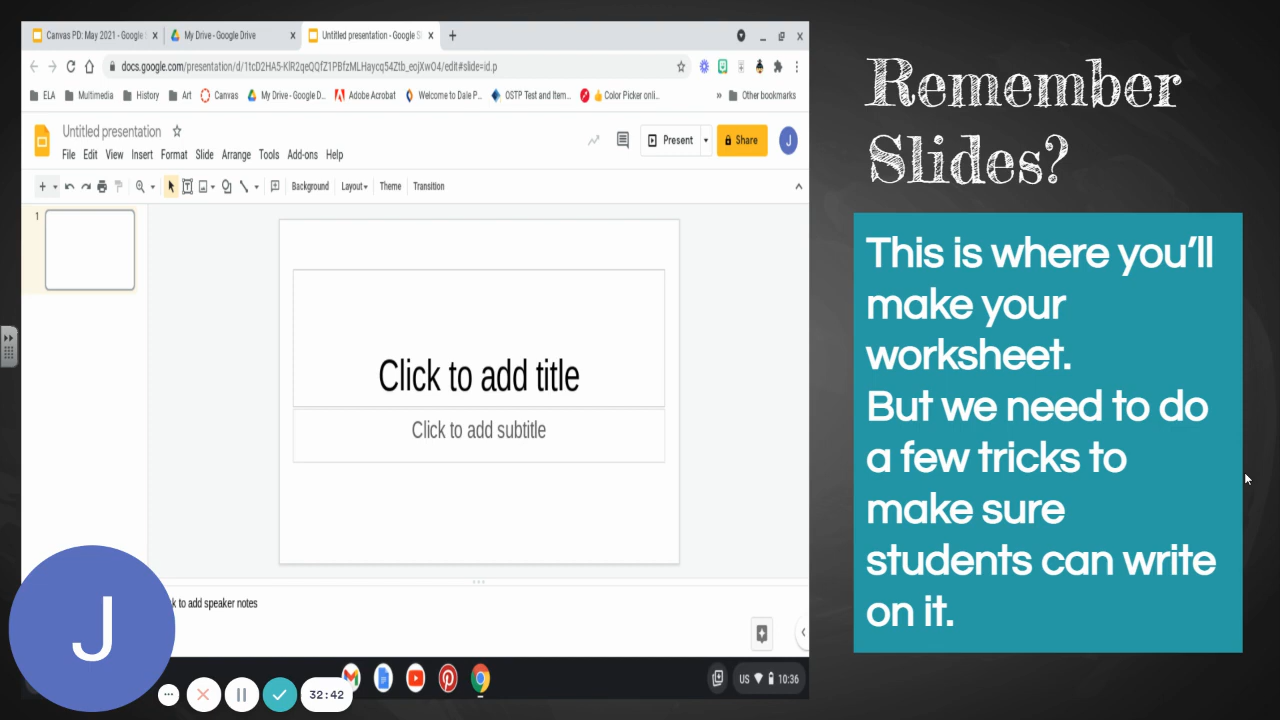 Canvas PD: May 2021 - Google
My Drive - Google Drive
Untitled presentation - Google S
docs.google.com/presentation/d/
/edit#slide=id.p
ELA
Multimedia
History
Art
Canvas
My Drive - Google D...
Adobe Acrobat
Welcome to Dale P...
OSTP Test and Item...
Color Picker onli...
»
Other bookmarks
Untitled presentation
Present
Share
J
File Edit View Insert Format Slide Arrange Tools Add-ons Help
Background Layout Theme Transition
1
Click to add title
Click to add subtitle
k to add speaker notes
US 10:36
J
32:42
Remember
Slides?
This is where you’ll
make your
worksheet.
But we need to do
a few tricks to
make sure
students can write
on it.